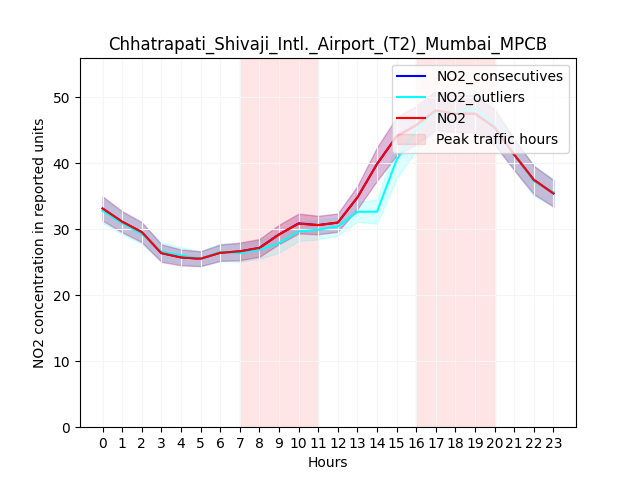 Chhatrapati_Shivaji_Intl._Airport_(T2)_Mumbai_MPCB
NO2_consecutives
NO2_outliers
NO2
Peak traffic hours
NO2 concentration in reported units
50
40
30
20
10
0
0 1 2 3 4 5 6 7 8 9 10 11 12 13 14 15 16 17 18 19 20 21 22 23
Hours